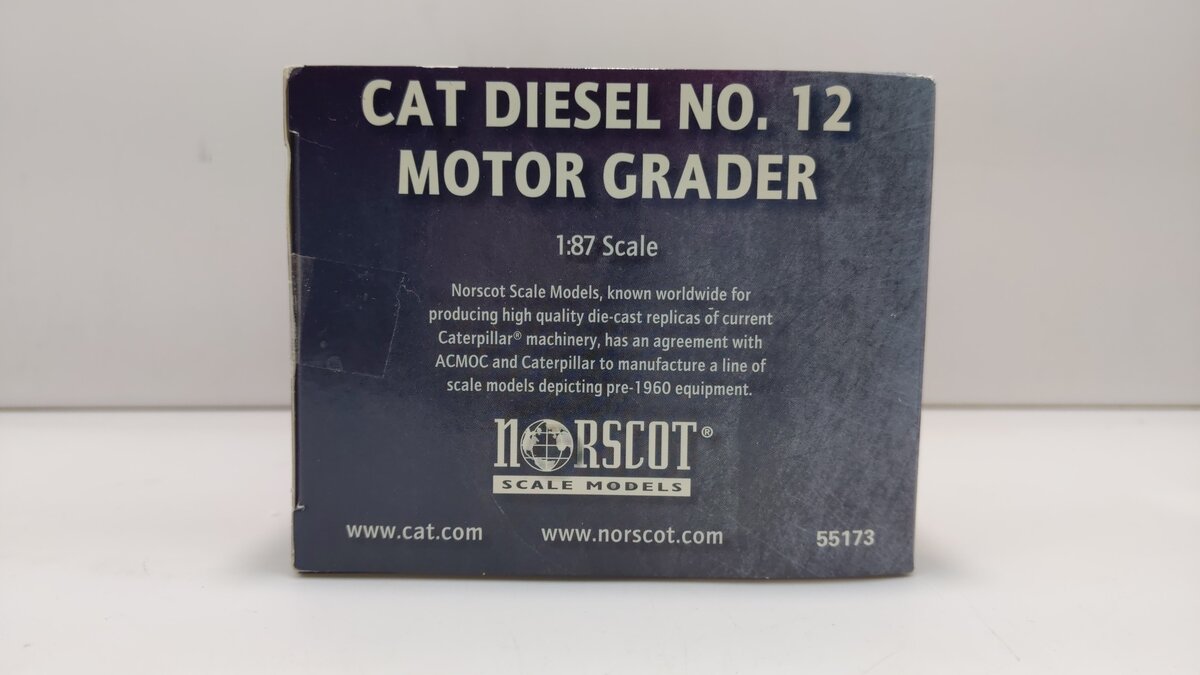 CAT DIESEL NO. 12
MOTOR GRADER
1:87 Scale
Norscot Scale Models, known worldwide for
producing high quality die-cast replicas of current
Caterpillar® machinery, has an agreement with
ACMOC and Caterpillar to manufacture a line of
scale models depicting pre-1960 equipment.
NORSCOT®
SCALE MODELS
www.cat.com www.norscot.com 55173